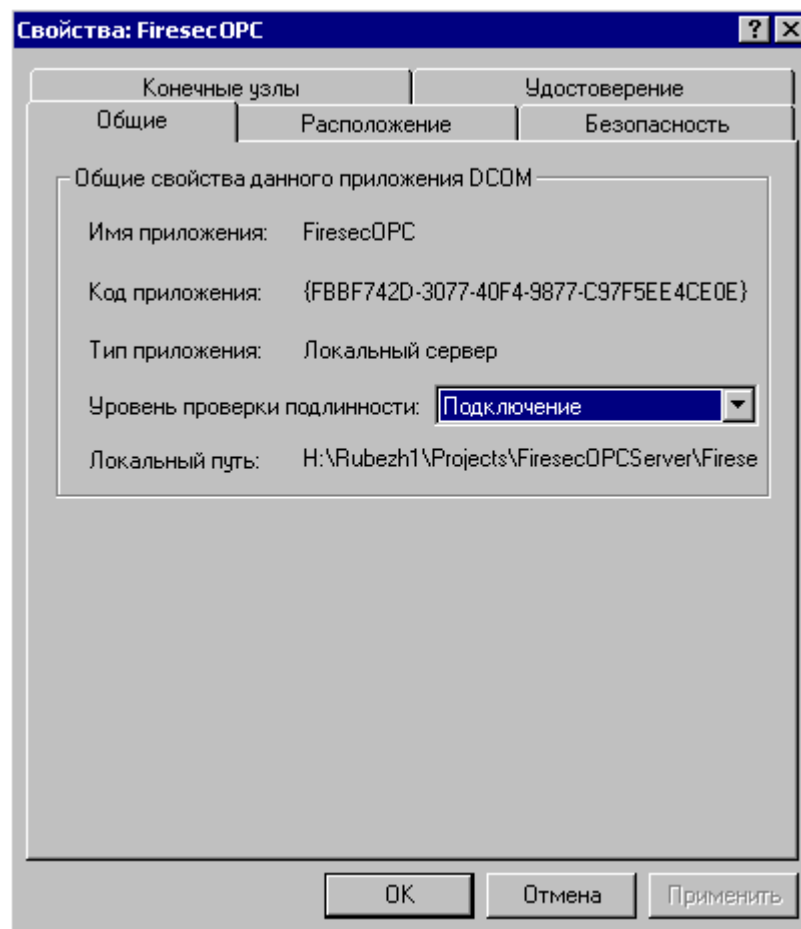 Свойства: FiresecOPC
Конечные узлы
Удостоверение
Общие
Расположение
Безопасность
Общие свойства данного приложения DCOM
Имя приложения: FiresecOPC
Код приложения: {FBBF742D-3077-40F4-9877-C97F5EE4CE0E}
Тип приложения: Локальный сервер
Уровень проверки подлинности: Подключение
Локальный путь: H:\Rubezh1\Projects\FiresecOPCServer\Firese
OK
Отмена
Применить